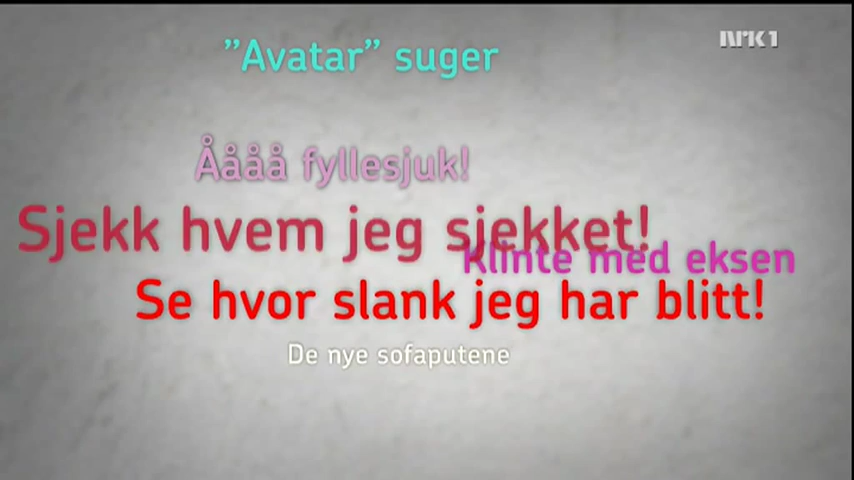 ”Avatar” suger
NRK1
Åååå fyllesjuk!
Sjekk hvem jeg sjekket!
Klinte med eksen
Se hvor slank jeg har blitt!
De nye sofaputene